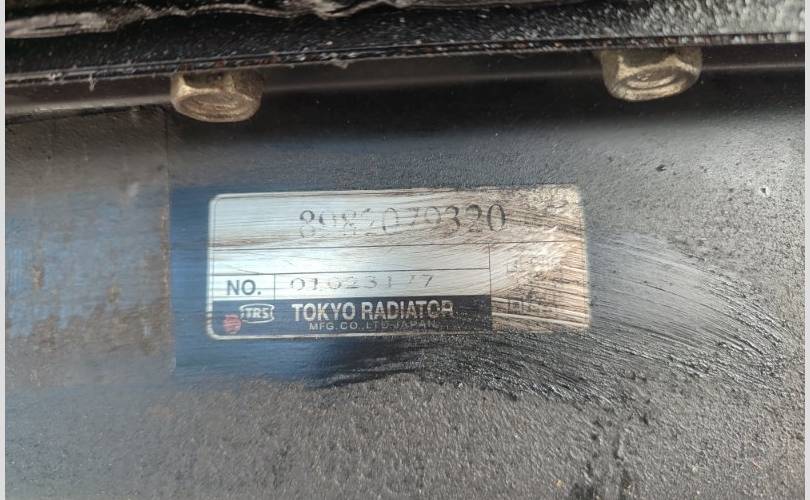 8982079320
NO. 01023177
TRS TOKYO RADIATOR
MFG.CO.,LTD.JAPAN.